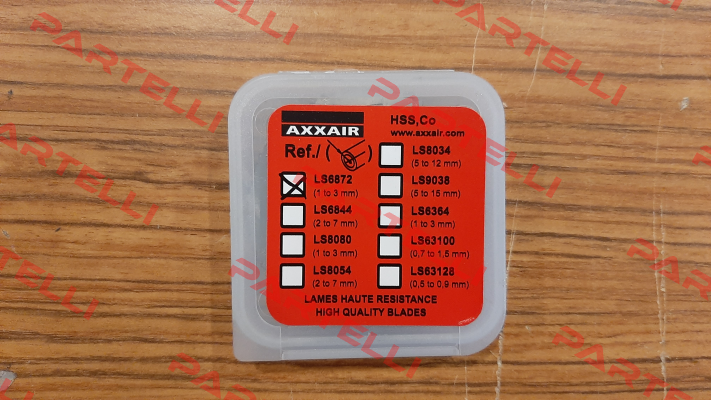 AXXAIR
HSS,Co
www.axxair.com
Ref./ ( )
LS6872
(1 to 3 mm)
LS6844
(2 to 7 mm)
LS8080
(1 to 3 mm)
LS8054
(2 to 7 mm)
LS8034
(5 to 12 mm)
LS9038
(5 to 15 mm)
LS6364
(1 to 3 mm)
LS63100
(0,7 to 1,5 mm)
LS63128
(0,5 to 0,9 mm)
LAMES HAUTE RESISTANCE
HIGH QUALITY BLADES
PARTELLI
PARTELLI
PARTELLI
PARTELLI
PARTELLI
PARTELLI
PARTELLI
PARTELLI